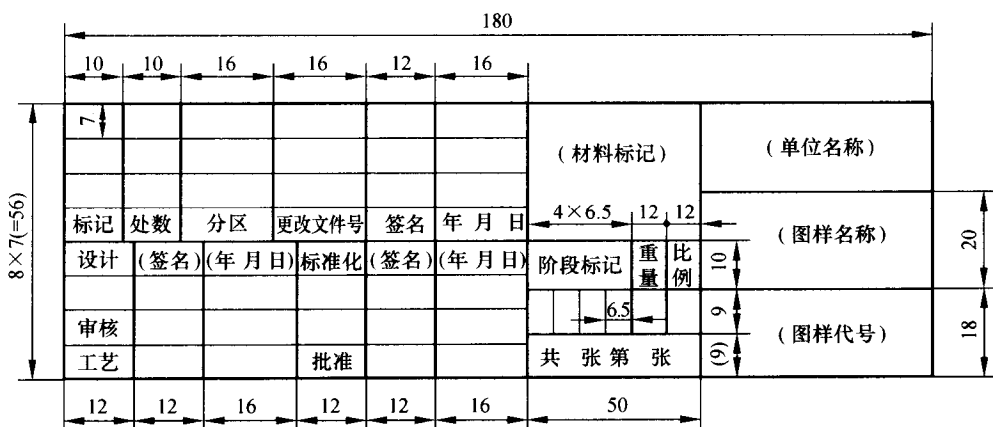 180
10 10 16 16 12 16
7
(材料标记) (单位名称)
8×7(=56)
标记 处数 分区 更改文件号 签名 年 月 日 4×6.5 12 12
(图样名称) 20
设计 (签名) (年 月 日) 标准化 (签名) (年 月 日) 阶段标记 重量 比例 10
6.5 9
审核 (图样代号) 18
工艺 批准 共 张 第 张 (9)
12 12 16 12 12 16 50